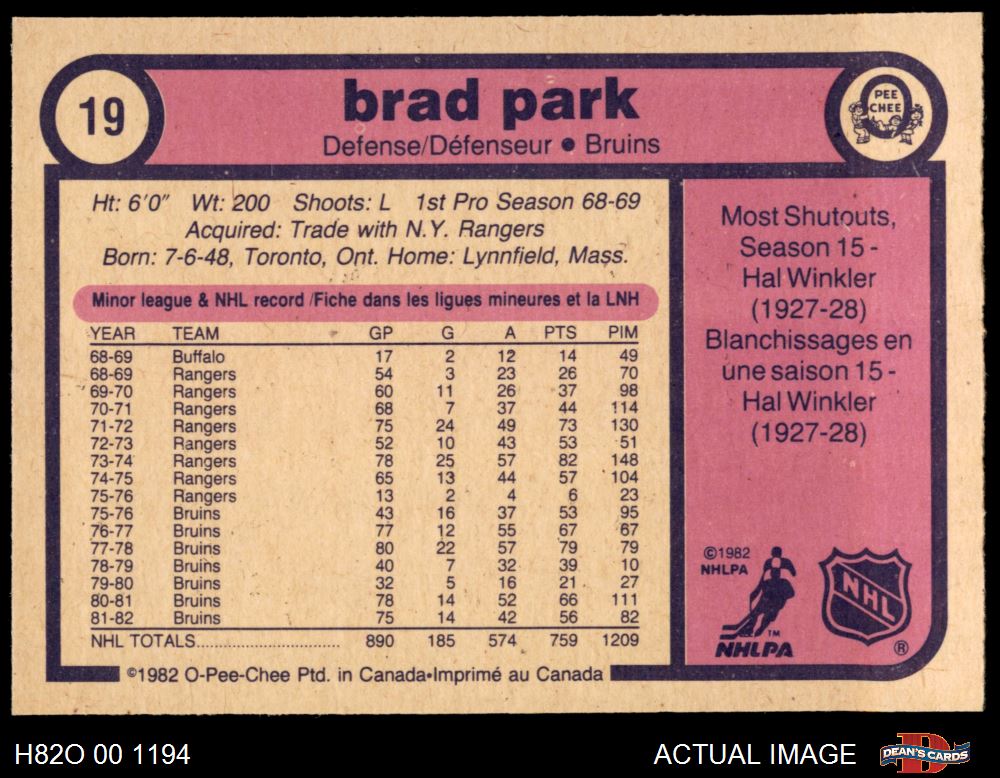 19
brad park
Defense/Défenseur • Bruins
PEE
CHEE
Ht: 6'0" Wt: 200 Shoots: L 1st Pro Season 68-69
Acquired: Trade with N.Y. Rangers
Born: 7-6-48, Toronto, Ont. Home: Lynnfield, Mass.
Minor league & NHL record /Fiche dans les ligues mineures et la LNH
YEAR TEAM GP G A PTS PIM
68-69 Buffalo 17 2 12 14 49
68-69 Rangers 54 3 23 26 70
69-70 Rangers 60 11 26 37 98
70-71 Rangers 68 7 37 44 114
71-72 Rangers 75 24 49 73 130
72-73 Rangers 52 10 43 53 51
73-74 Rangers 78 25 57 82 148
74-75 Rangers 65 13 44 57 104
75-76 Rangers 13 2 4 6 23
75-76 Bruins 43 16 37 53 95
76-77 Bruins 77 12 55 67 67
77-78 Bruins 80 22 57 79 79
78-79 Bruins 40 7 32 39 10
79-80 Bruins 32 5 16 21 27
80-81 Bruins 78 14 52 66 111
81-82 Bruins 75 14 42 56 82
NHL TOTALS.............................. 890 185 574 759 1209
©1982 O-Pee-Chee Ptd. in Canada•Imprimé au Canada
Most Shutouts,
Season 15 -
Hal Winkler
(1927-28)
Blanchissages en
une saison 15 -
Hal Winkler
(1927-28)
©1982
NHLPA
TM
NHLPA
NHL
®
H82O 00 1194
ACTUAL IMAGE
D
DEAN'S CARDS